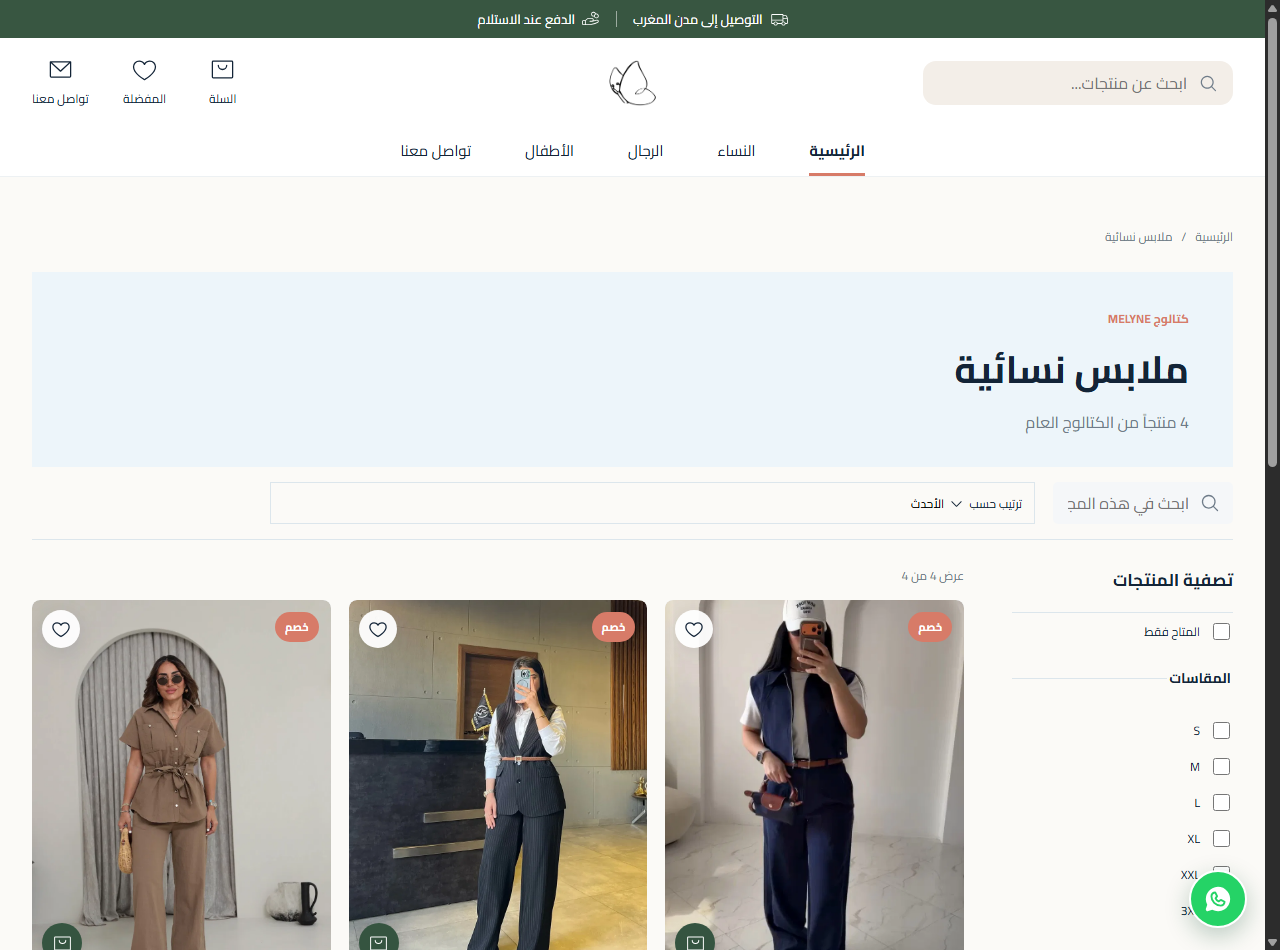 التوصيل إلى مدن المغرب
الدفع عند الاستلام
ابحث عن منتجات...
السلة
المفضلة
تواصل معنا
الرئيسية
النساء
الرجال
الأطفال
تواصل معنا
الرئيسية / ملابس نسائية
كتالوج MELYNE
ملابس نسائية
4 منتجاً من الكتالوج العام
ابحث في هذه المج
ترتيب حسب
الأحدث
تصفية المنتجات
المتاح فقط
المقاسات
S
M
L
XL
XXL
عرض 4 من 4
خصم
خصم
خصم